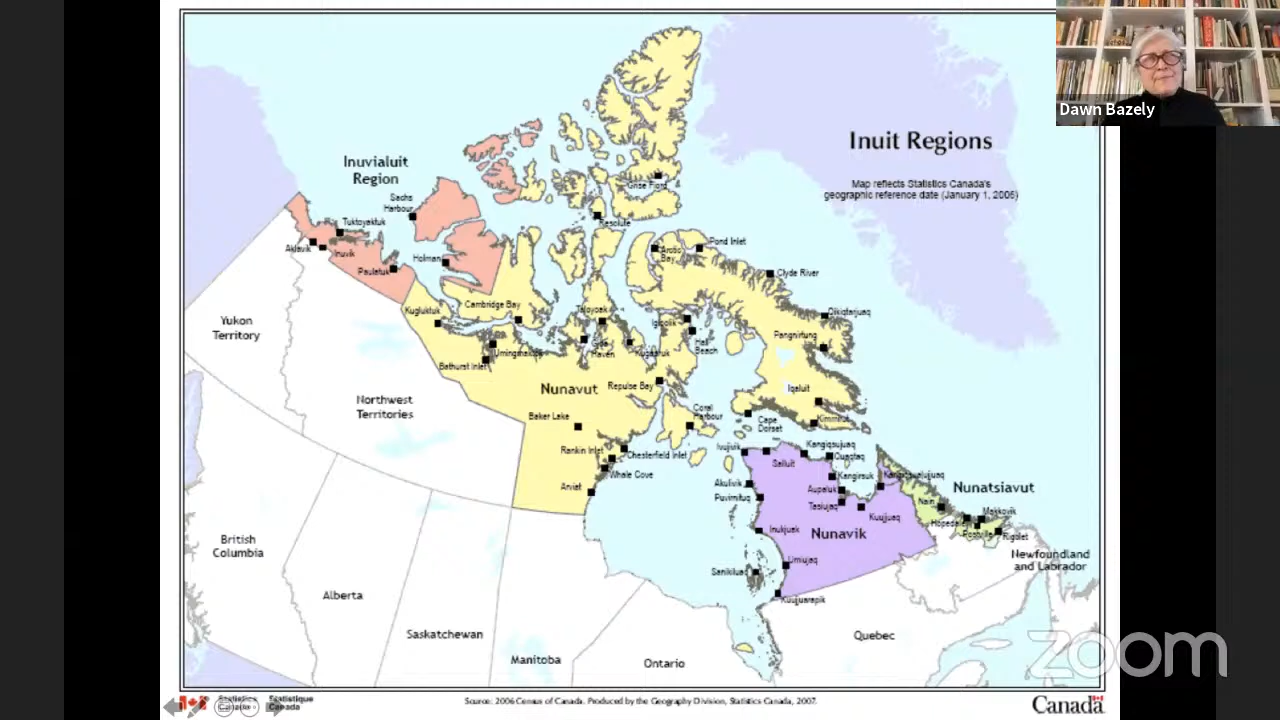 Dawn Bazely
Inuit Regions
Map reflects Statistics Canada's
geographic reference date (January 1, 2006)
Inuvialuit
Region
Sachs
Harbour
Tuktoyaktuk
Aklavik
Inuvik
Paulatuk
Holman
Grise Fiord
Resolute
Arctic
Bay
Pond Inlet
Clyde River
Qikiqtarjuaq
Pangnirtung
Kugluktuk
Cambridge Bay
Taloyoak
Igloolik
Hall
Beach
Gjoa
Haven
Kugaaruk
Umingmaktok
Bathurst Inlet
Yukon
Territory
Northwest
Territories
Nunavut
Repulse Bay
Iqaluit
Kimmirut
Cape
Dorset
Coral
Harbour
Baker Lake
Rankin Inlet
Chesterfield Inlet
Whale Cove
Arviat
Ivujivik
Salluit
Kangiqsujuaq
Quaqtaq
Kangirsuk
Kangiqsualujjuaq
Akulivik
Puvirnituq
Aupaluk
Tasiujaq
Kuujjuaq
Inukjuak
Nunavik
Umiujaq
Sanikiluaq
Kuujjuarapik
Nunatsiavut
Nain
Makkovik
Hopedale
Postville
Rigolet
Newfoundland
and Labrador
British
Columbia
Alberta
Saskatchewan
Manitoba
Ontario
Quebec
zoom
Statistics Statistique
Canada Canada
Source: 2006 Census of Canada. Produced by the Geography Division, Statistics Canada, 2007.
Canada